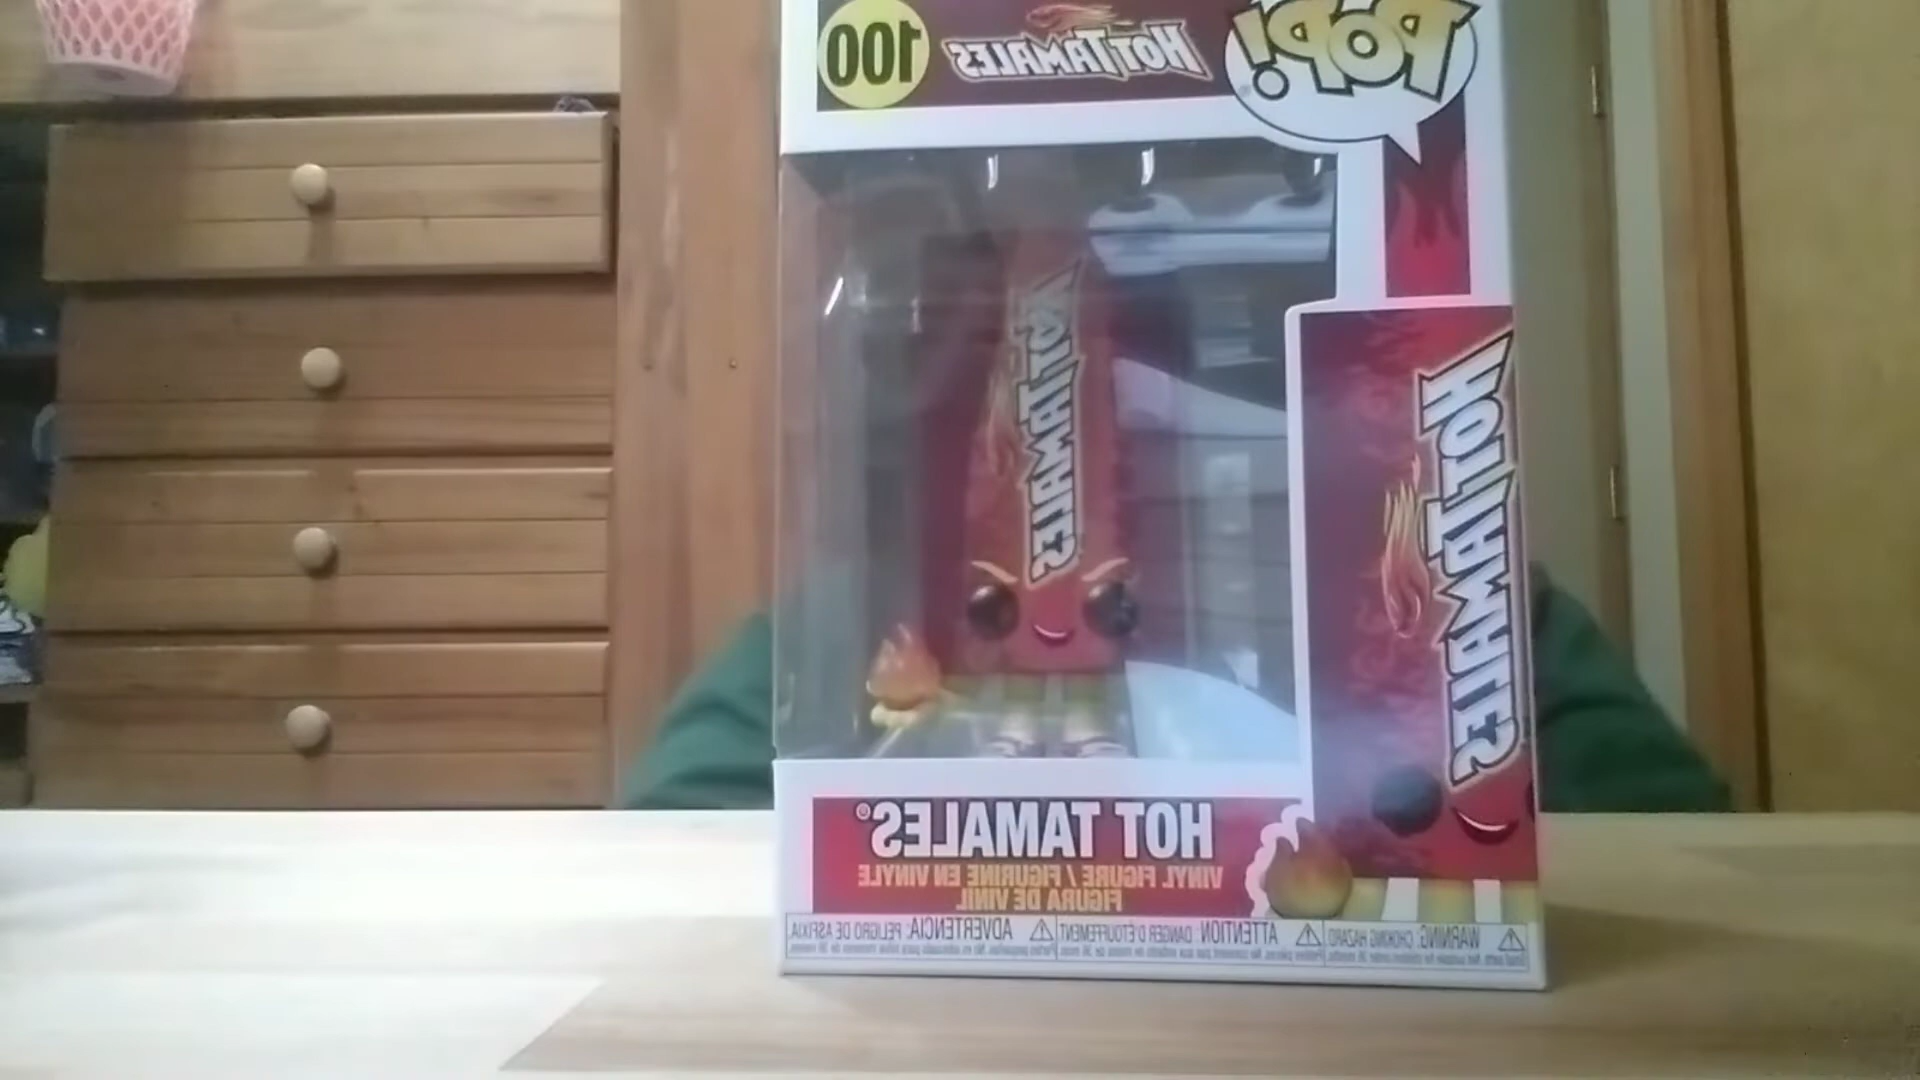 POP!
HOT TAMALES
100
HOT TAMALES
HOT TAMALES
HOT TAMALES®
VINYL FIGURE / FIGURINE EN VINYLE
FIGURA DE VINIL
⚠ WARNING: CHOKING HAZARD
⚠ ATTENTION: DANGER D'ÉTOUFFEMENT
⚠ ADVERTENCIA: PELIGRO DE ASFIXIA.